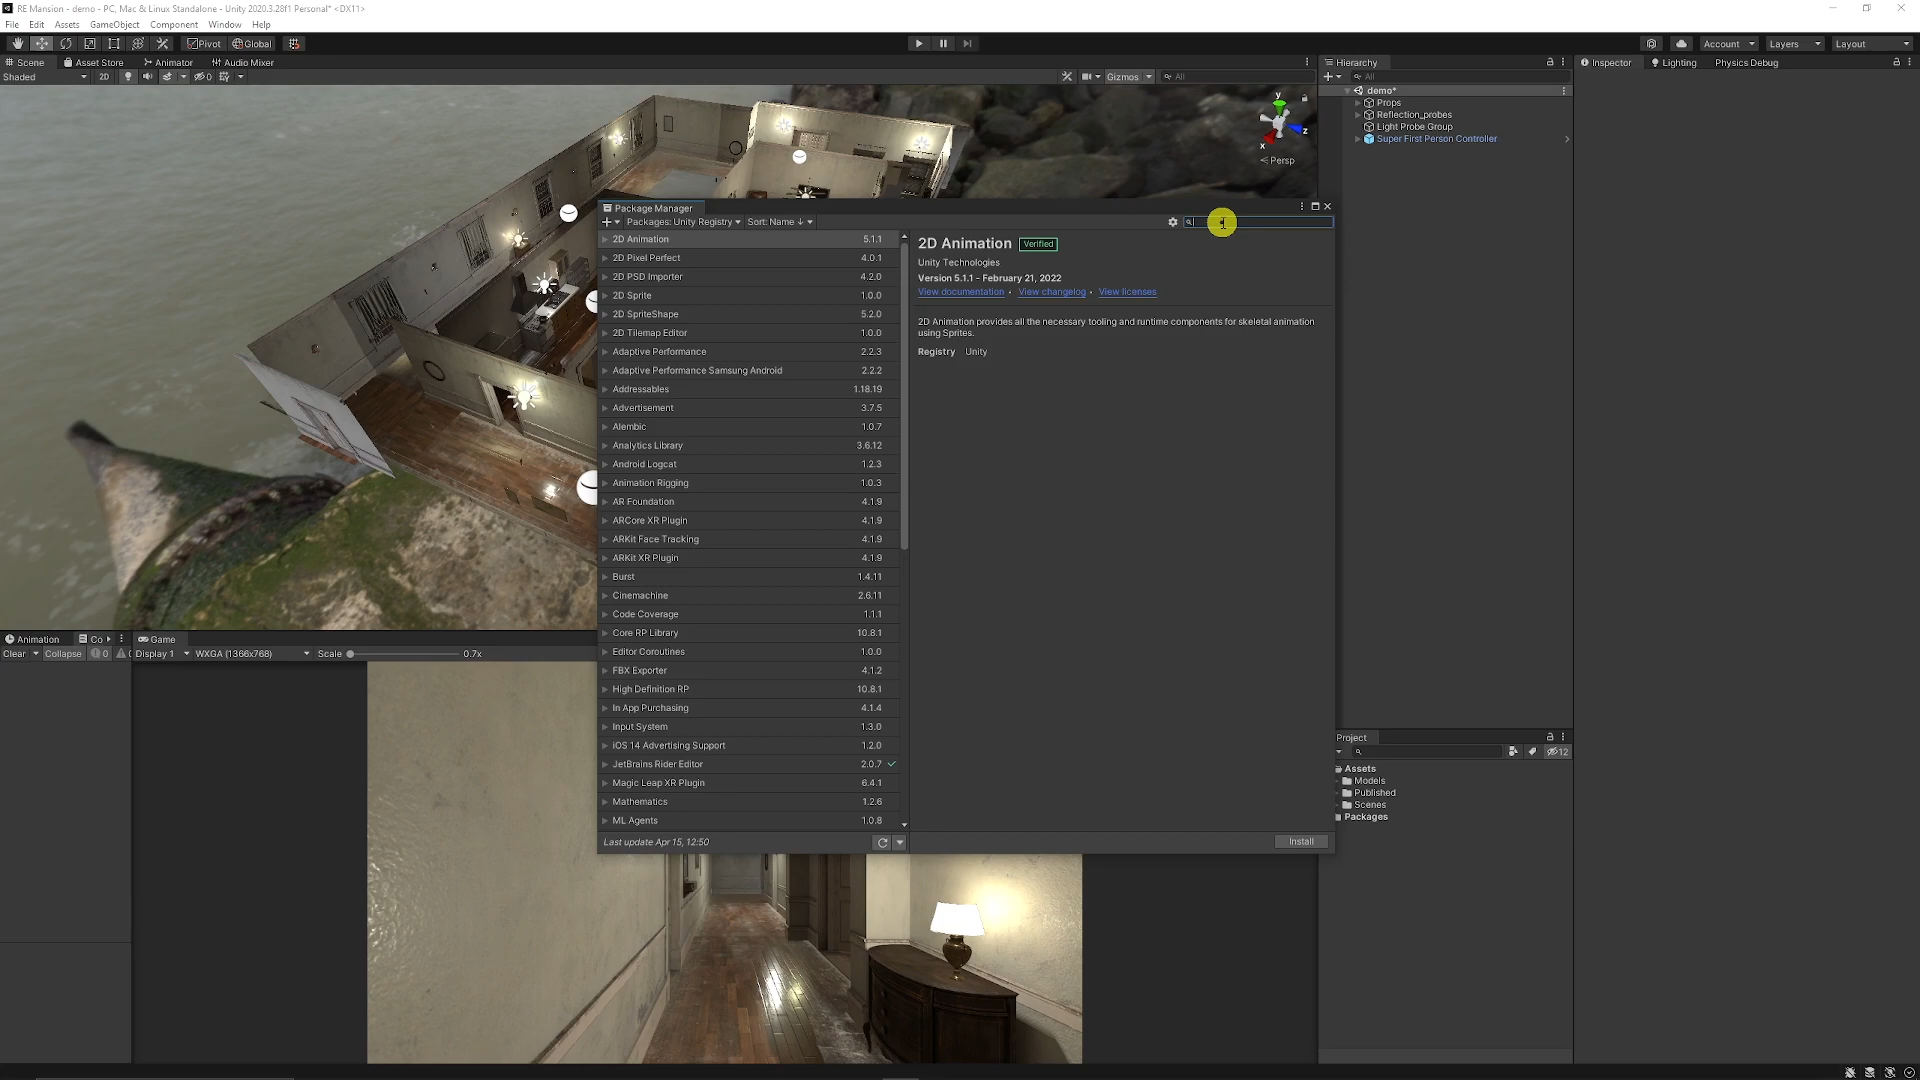 RE Mansion - demo - PC, Mac & Linux Standalone - Unity 2020.3.28f1 Personal* <DX11>
File Edit Assets GameObject Component Window Help
Pivot Global Account Layers Layout
Scene Asset Store Animator Audio Mixer Hierarchy Inspector Lighting Physics Debug
Shaded 2D 0 Gizmos All All
demo*
Props
Reflection_probes
Light Probe Group
Super First Person Controller
y
z
x
Persp
Package Manager
Packages: Unity Registry Sort: Name ↓
2D Animation 5.1.1
2D Pixel Perfect 4.0.1
2D PSD Importer 4.2.0
2D Sprite 1.0.0
2D SpriteShape 5.2.0
2D Tilemap Editor 1.0.0
Adaptive Performance 2.2.3
Adaptive Performance Samsung Android 2.2.2
Addressables 1.18.19
Advertisement 3.7.5
Alembic 1.0.7
Analytics Library 3.6.12
Android Logcat 1.2.3
Animation Rigging 1.0.3
AR Foundation 4.1.9
ARCore XR Plugin 4.1.9
ARKit Face Tracking 4.1.9
ARKit XR Plugin 4.1.9
Burst 1.4.11
Cinemachine 2.6.11
Code Coverage 1.1.1
Core RP Library 10.8.1
Editor Coroutines 1.0.0
FBX Exporter 4.1.2
High Definition RP 10.8.1
In App Purchasing 4.1.4
Input System 1.3.0
iOS 14 Advertising Support 1.2.0
JetBrains Rider Editor 2.0.7
Magic Leap XR Plugin 6.4.1
Mathematics 1.2.6
ML Agents 1.0.8
Last update Apr 15, 12:50
2D Animation Verified
Unity Technologies
Version 5.1.1 - February 21, 2022
View documentation • View changelog • View licenses
2D Animation provides all the necessary tooling and runtime components for skeletal animation
using Sprites.
Registry Unity
Install
Animation Co Game
Clear Collapse 0 Display 1 WXGA (1366x768) Scale 0.7x
Project
12
Assets
Models
Published
Scenes
Packages